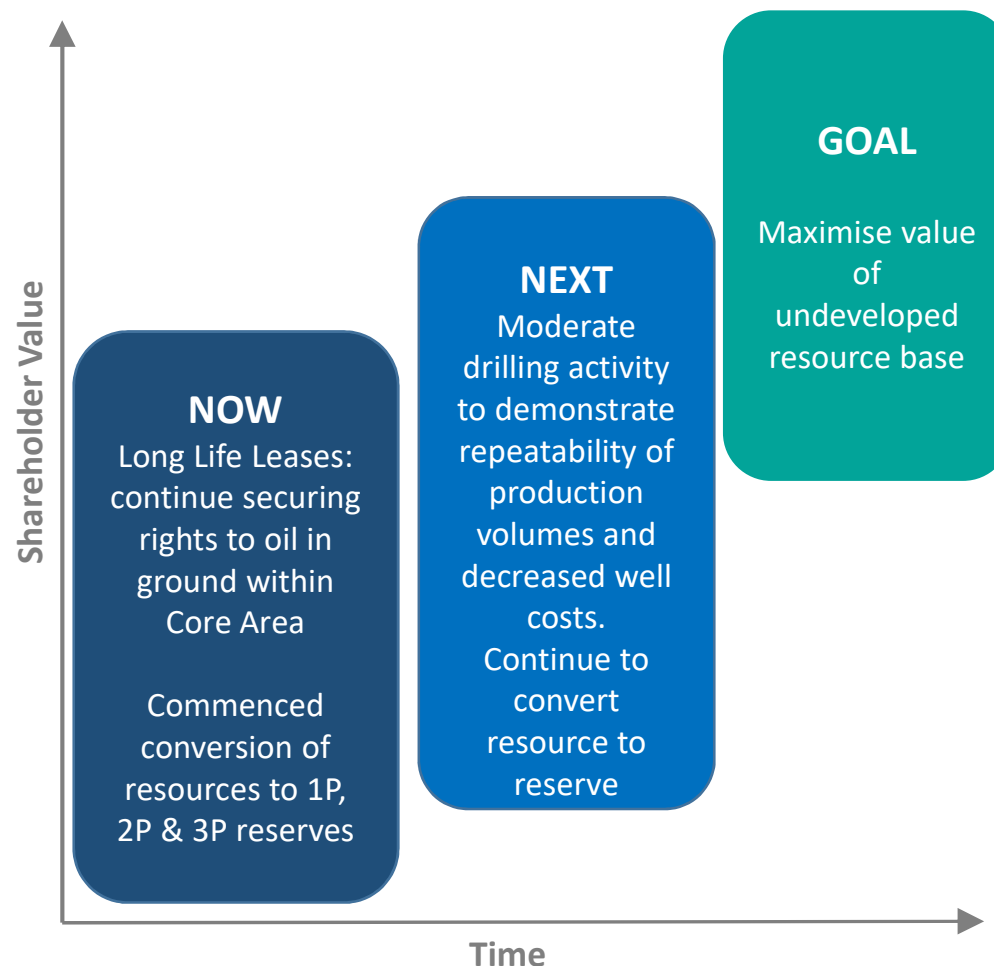 Shareholder Value
NOW
Long Life Leases:
continue securing
rights to oil in
ground within
Core Area
Commenced
conversion of
resources to 1P,
2P & 3P reserves
NEXT
Moderate
drilling activity
to demonstrate
repeatability of
production
volumes and
decreased well
costs.
Continue to
convert
resource to
reserve
GOAL
Maximise value
of
undeveloped
resource base
Time